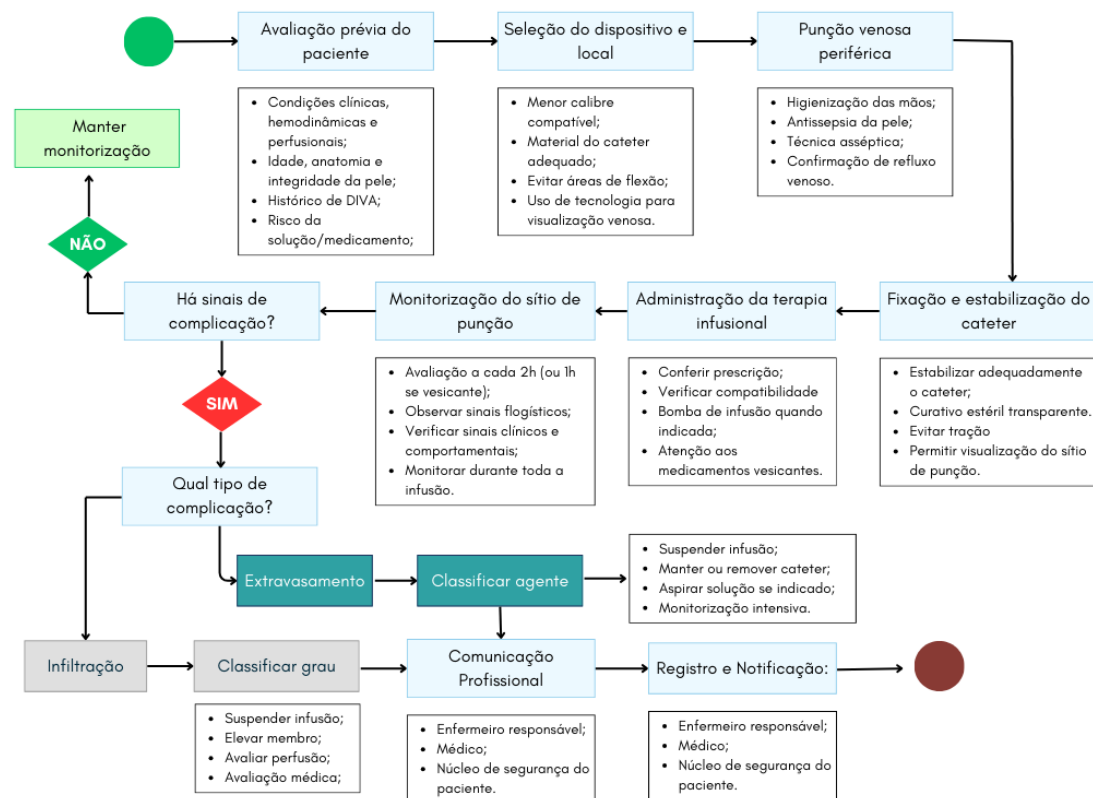 Avaliação prévia do
paciente
Seleção do dispositivo e
local
Punção venosa
periférica
• Condições clínicas,
hemodinâmicas e
perfusionais;
• Idade, anatomia e
integridade da pele;
• Histórico de DIVA;
• Risco da
solução/medicamento;
• Menor calibre
compatível;
• Material do cateter
adequado;
• Evitar áreas de flexão;
• Uso de tecnologia para
visualização venosa.
• Higienização das mãos;
• Antissepsia da pele;
• Técnica asséptica;
• Confirmação de refluxo
venoso.
Manter
monitorização
NÃO
Há sinais de
complicação?
Monitorização do sítio de
punção
Administração da terapia
infusional
Fixação e estabilização do
cateter
• Avaliação a cada 2h (ou 1h
se vesicante);
• Observar sinais flogísticos;
• Verificar sinais clínicos e
comportamentais;
• Monitorar durante toda a
infusão.
• Conferir prescrição;
• Verificar compatibilidade
• Bomba de infusão quando
indicada;
• Atenção aos
medicamentos vesicantes.
• Estabilizar adequadamente
o cateter;
• Curativo estéril transparente.
• Evitar tração
• Permitir visualização do sítio
de punção.
SIM
Qual tipo de
complicação?
Extravasamento
Classificar agente
• Suspender infusão;
• Manter ou remover cateter;
• Aspirar solução se indicado;
• Monitorização intensiva.
Infiltração
Classificar grau
Comunicação
Profissional
Registro e Notificação:
• Suspender infusão;
• Elevar membro;
• Avaliar perfusão;
• Avaliação médica;
• Enfermeiro responsável;
• Médico;
• Núcleo de segurança do
paciente.
• Enfermeiro responsável;
• Médico;
• Núcleo de segurança do
paciente.